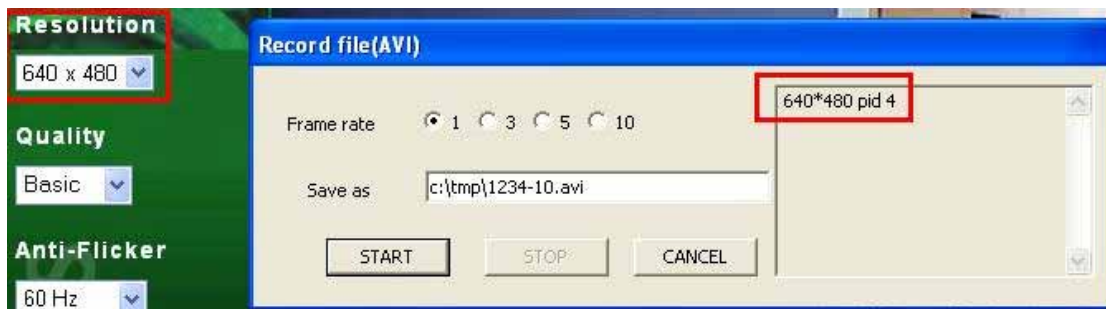 Resolution
640 x 480
Quality
Basic
Anti-Flicker
60 Hz
Record file(AVI)
Frame rate 1 3 5 10
Save as c:\tmp\1234-10.avi
START STOP CANCEL
640*480 pid 4